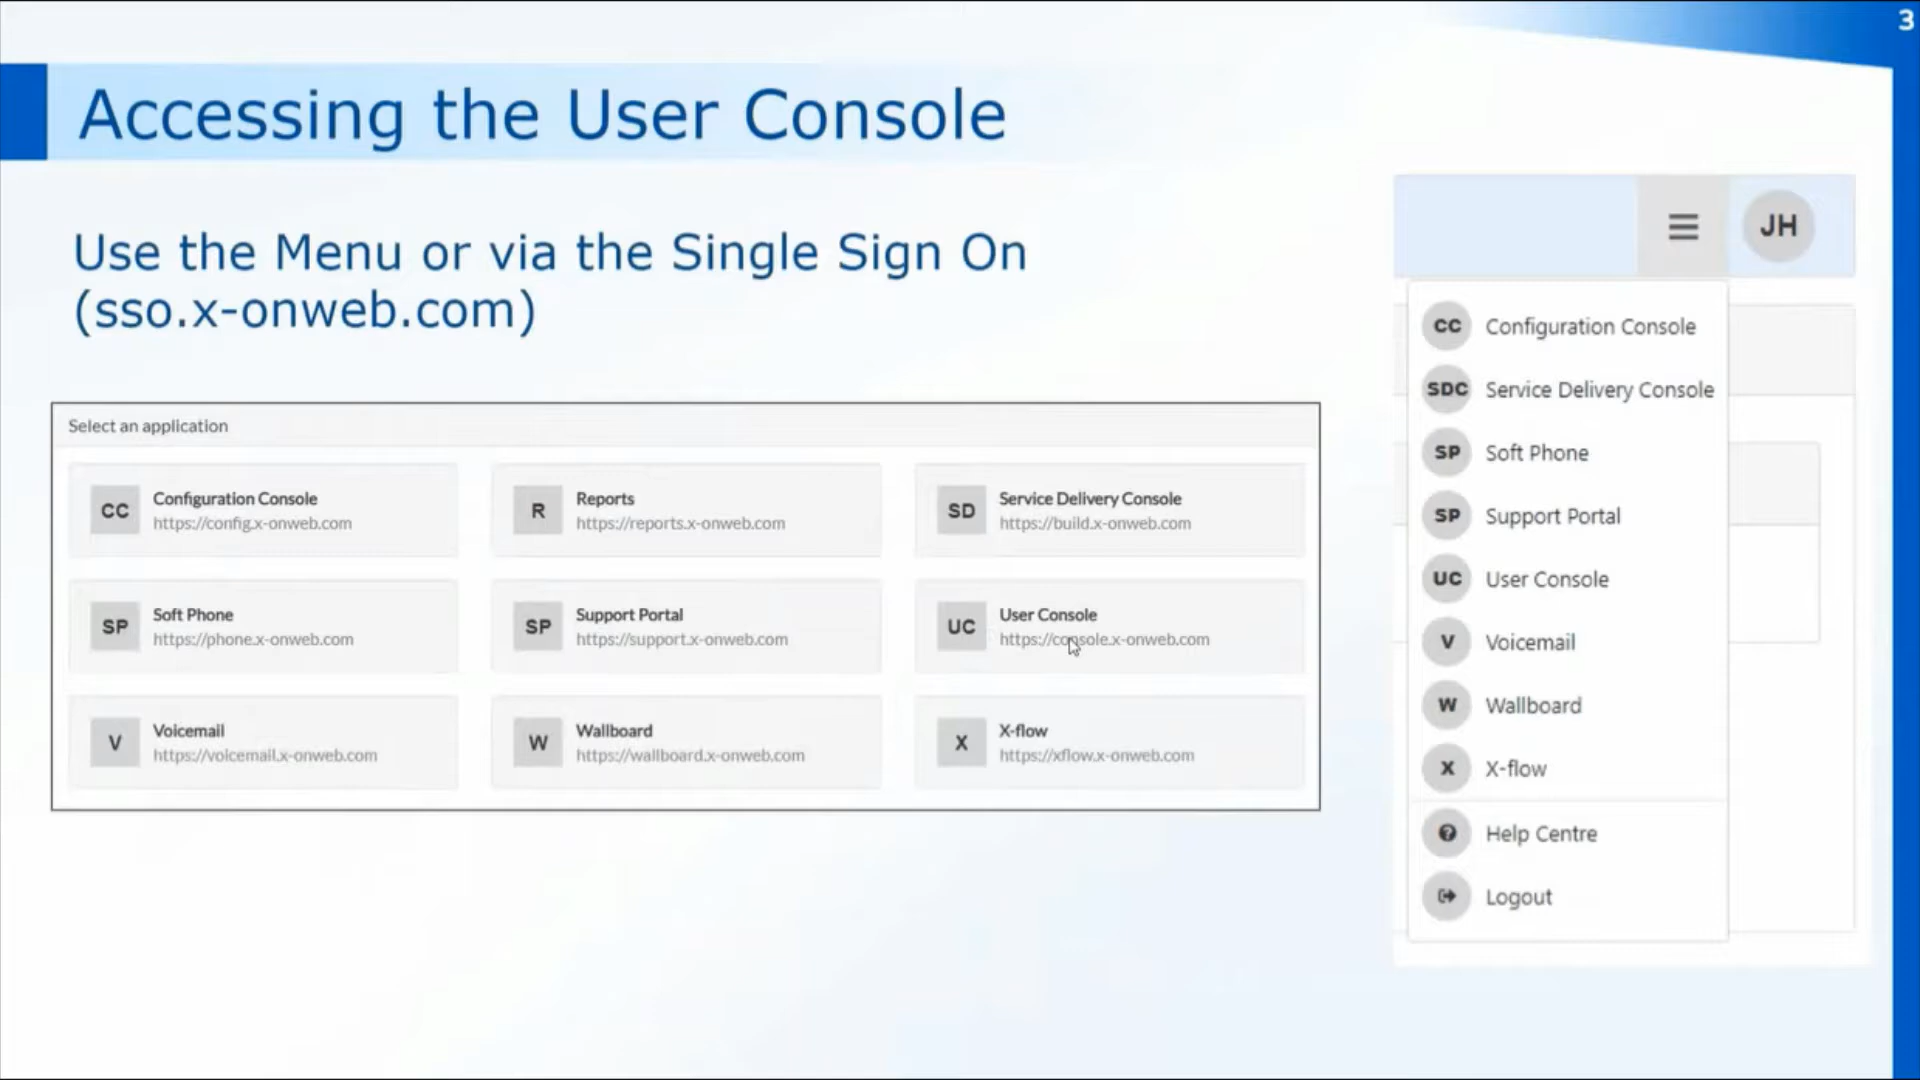 3
Accessing the User Console
Use the Menu or via the Single Sign On
(sso.x-onweb.com)
Select an application
CC
Configuration Console
https://config.x-onweb.com
R
Reports
https://reports.x-onweb.com
SD
Service Delivery Console
https://build.x-onweb.com
SP
Soft Phone
https://phone.x-onweb.com
SP
Support Portal
https://support.x-onweb.com
UC
User Console
https://console.x-onweb.com
V
Voicemail
https://voicemail.x-onweb.com
W
Wallboard
https://wallboard.x-onweb.com
X
X-flow
https://xflow.x-onweb.com
JH
CC Configuration Console
SDC Service Delivery Console
SP Soft Phone
SP Support Portal
UC User Console
V Voicemail
W Wallboard
X X-flow
? Help Centre
Logout